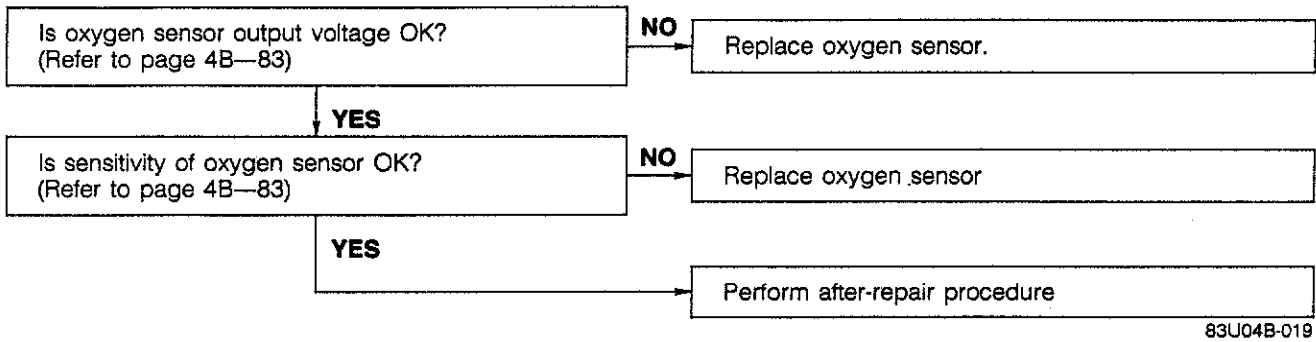 Is oxygen sensor output voltage OK?
(Refer to page 4B—83)
NO
Replace oxygen sensor.
YES
Is sensitivity of oxygen sensor OK?
(Refer to page 4B—83)
NO
Replace oxygen sensor
YES
Perform after-repair procedure
83U04B-019